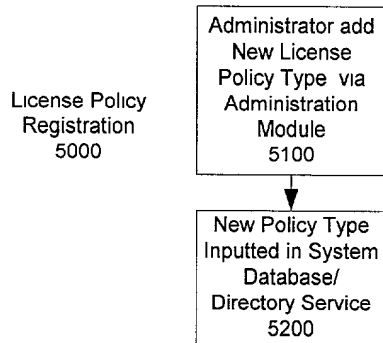 License Policy
Registration
5000
Administrator add
New License
Policy Type via
Administration
Module
5100
New Policy Type
Inputted in System
Database/
Directory Service
5200